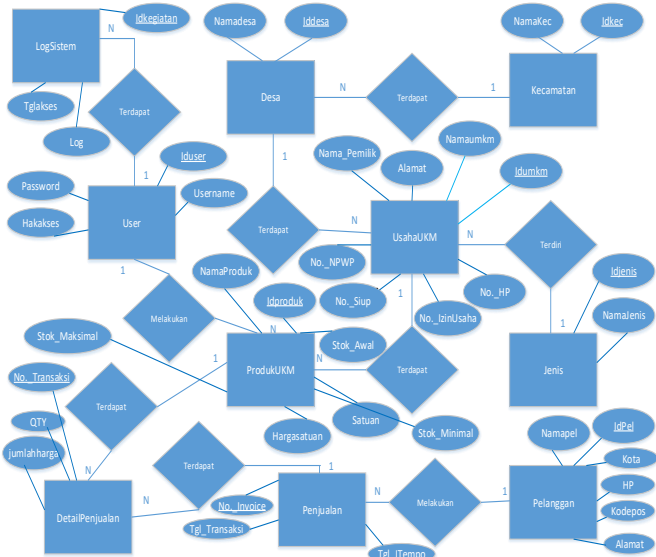 Idkegiatan
N
LogSistem
Namadesa
Iddesa
NamaKec
Idkec
Desa
N
Terdapat
1
Kecamatan
Tglakses
Terdapat
Log
1
Nama_Pemilik
Alamat
Namaumkm
Idumkm
1
Iduser
Password
Username
Hakakses
User
Terdapat
N
UsahaUKM
N
Terdiri
No._NPWP
No._HP
No._Siup
No._IzinUsaha
1
NamaProduk
Idproduk
Idjenis
NamaJenis
1
Melakukan
N
1
Stok_Maksimal
Stok_Awal
No._Transaksi
1
ProdukUKM
N
Terdapat
Jenis
Terdapat
QTY
Satuan
Stok_Minimal
Hargasatuan
jumlahharga
Namapel
IdPel
Kota
N
Terdapat
1
HP
DetailPenjualan
N
No._Invoice
Penjualan
N
Melakukan
1
Pelanggan
Kodepos
Tgl_Transaksi
Alamat
Tgl_JTempo